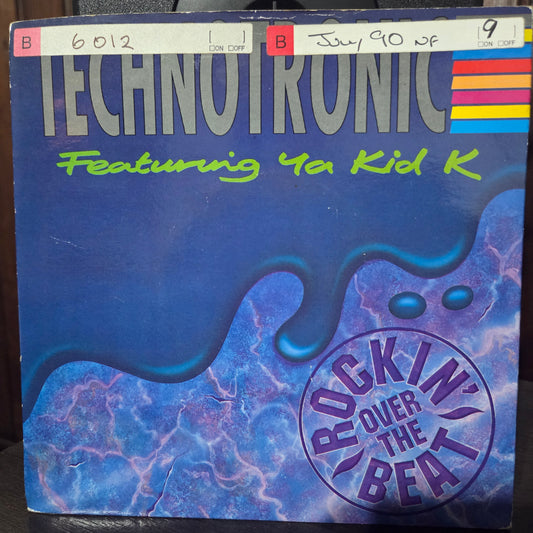 B 6012 [ ] □ON □OFF B July 90 NF [9] □ON □OFF
TECHNOTRONIC
Featuring Ya Kid K
ROCKIN'
OVER
THE
BEAT